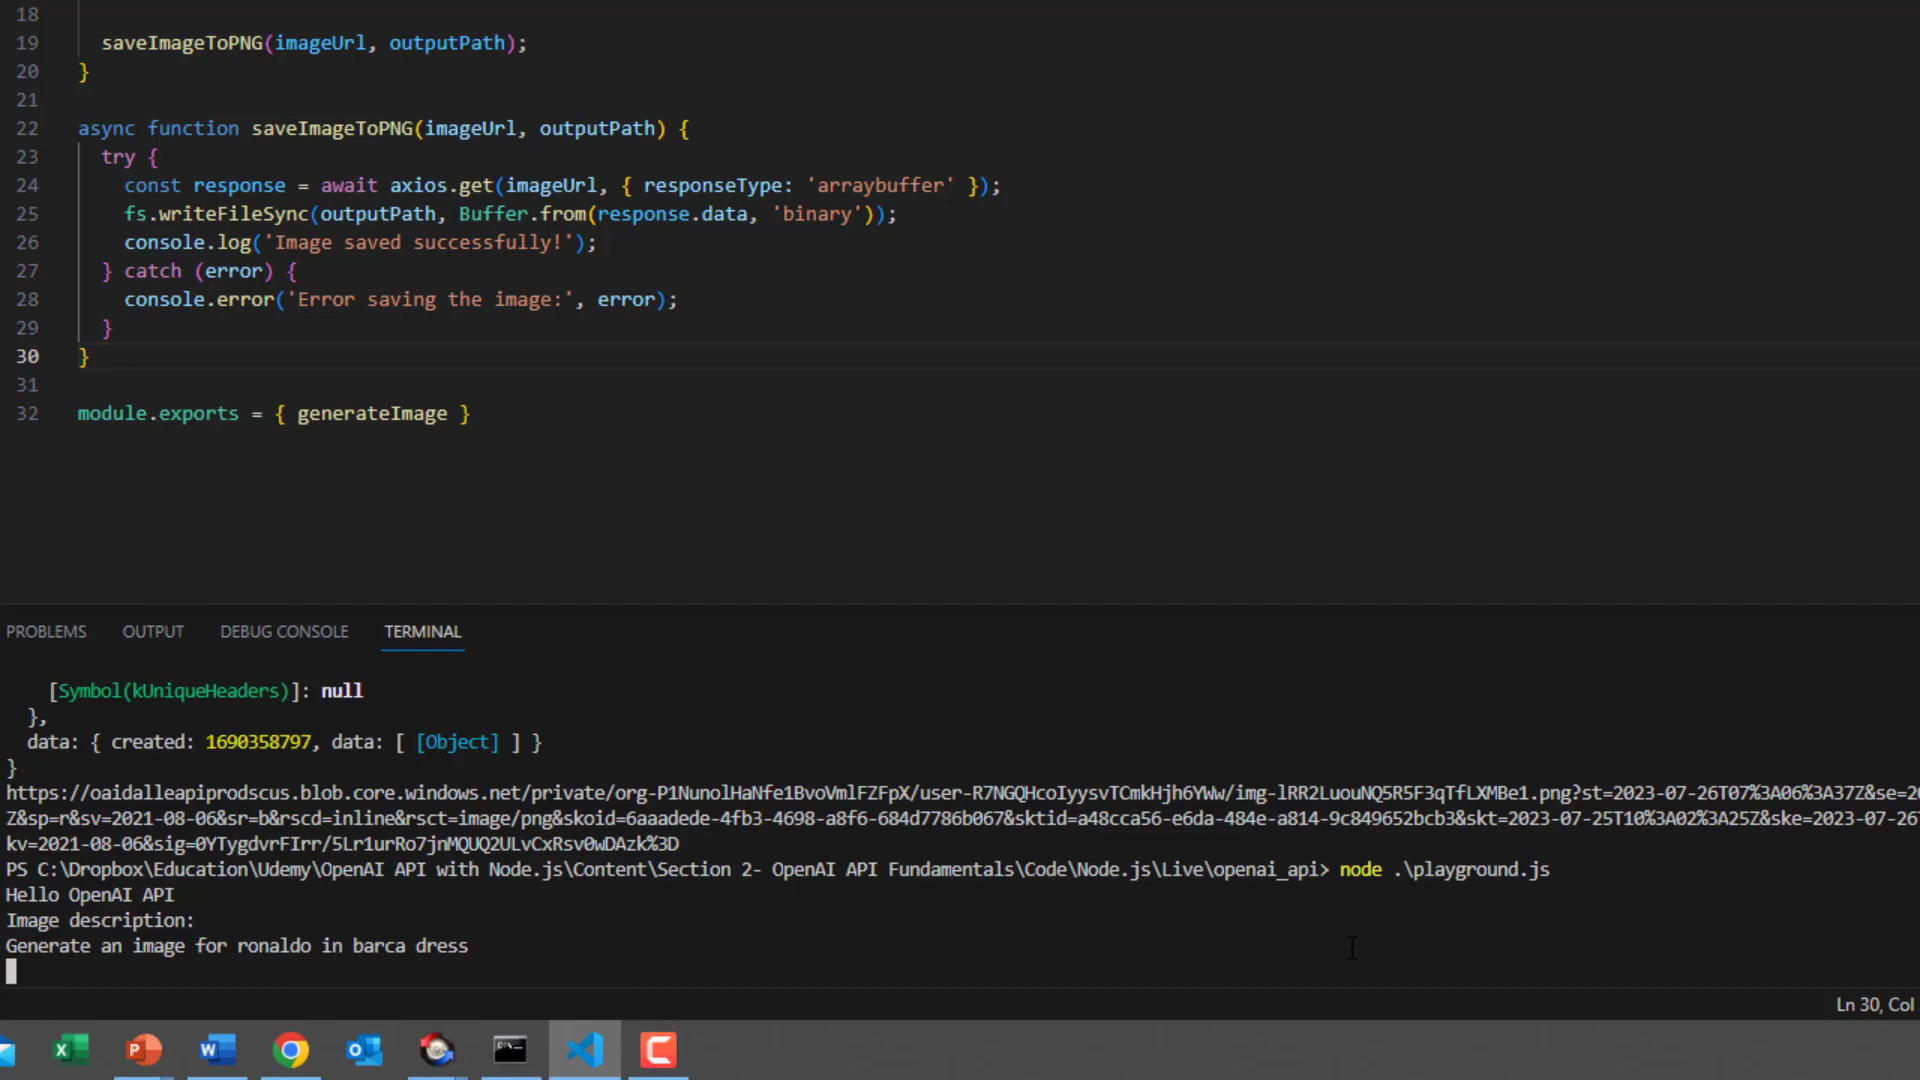 18
19 saveImageToPNG(imageUrl, outputPath);
20 }
21
22 async function saveImageToPNG(imageUrl, outputPath) {
23 try {
24 const response = await axios.get(imageUrl, { responseType: 'arraybuffer' });
25 fs.writeFileSync(outputPath, Buffer.from(response.data, 'binary'));
26 console.log('Image saved successfully!');
27 } catch (error) {
28 console.error('Error saving the image:', error);
29 }
30 }
31
32 module.exports = { generateImage }
PROBLEMS OUTPUT DEBUG CONSOLE TERMINAL
[Symbol(kUniqueHeaders)]: null
},
data: { created: 1690358797, data: [ [Object] ] }
}
https://oaidalleapiprodscus.blob.core.windows.net/private/org-P1NunolHaNfe1BvoVmlFZFpX/user-R7NGQHcoIyysvTCmkHjh6YWw/img-lRR2LuouNQ5R5F3qTfLXMBe1.png?st=2023-07-26T07%3A06%3A37Z&se=20
Z&sp=r&sv=2021-08-06&sr=b&rscd=inline&rsct=image/png&skoid=6aaadede-4fb3-4698-a8f6-684d7786b067&sktid=a48cca56-e6da-484e-a814-9c849652bcb3&skt=2023-07-25T10%3A02%3A25Z&ske=2023-07-26T
kv=2021-08-06&sig=0YTygdvrFIrr/5Lr1urRo7jnMQUQ2ULvCxRsv0wDAzk%3D
PS C:\Dropbox\Education\Udemy\OpenAI API with Node.js\Content\Section 2- OpenAI API Fundamentals\Code\Node.js\Live\openai_api> node .\playground.js
Hello OpenAI API
Image description:
Generate an image for ronaldo in barca dress
Ln 30, Col